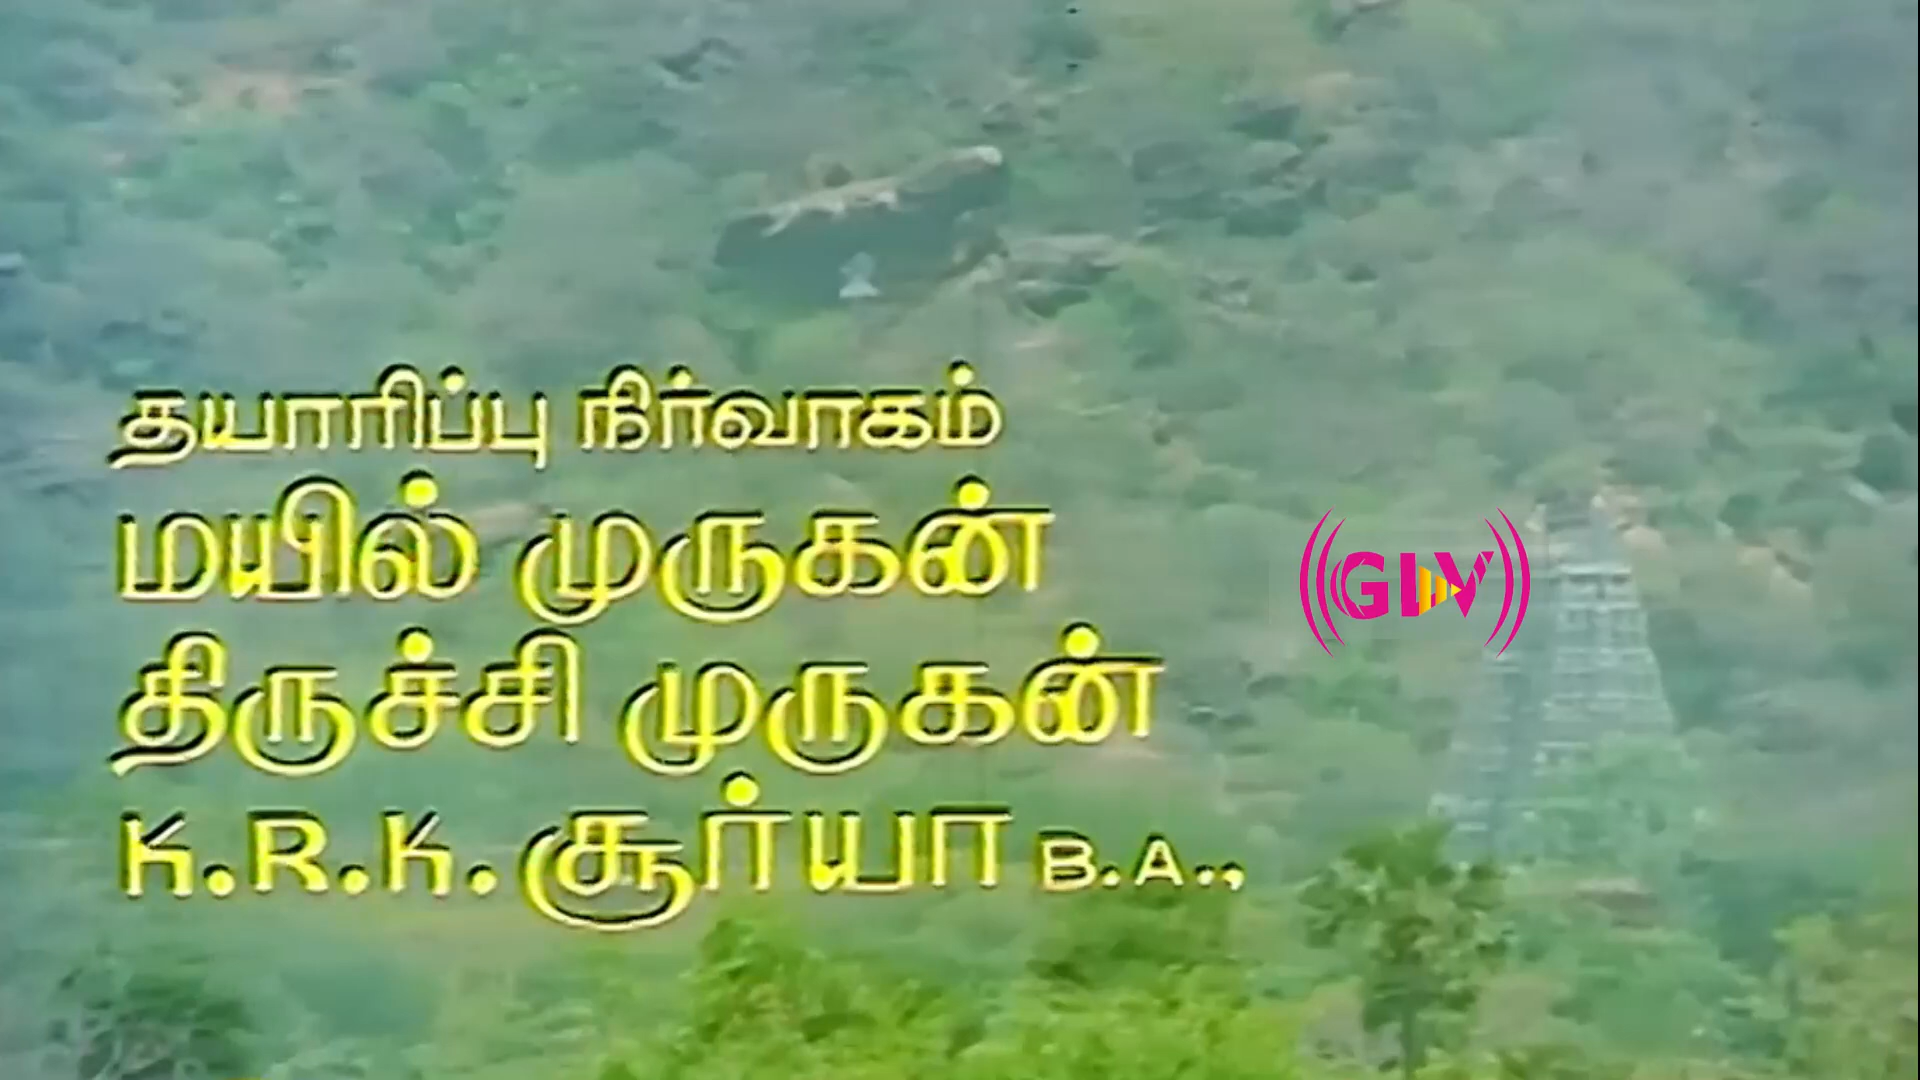 தயாரிப்பு நிர்வாகம்
மயில் முருகன்
GLV
திருச்சி முருகன்
K.R.K. சூர்யா B.A.,